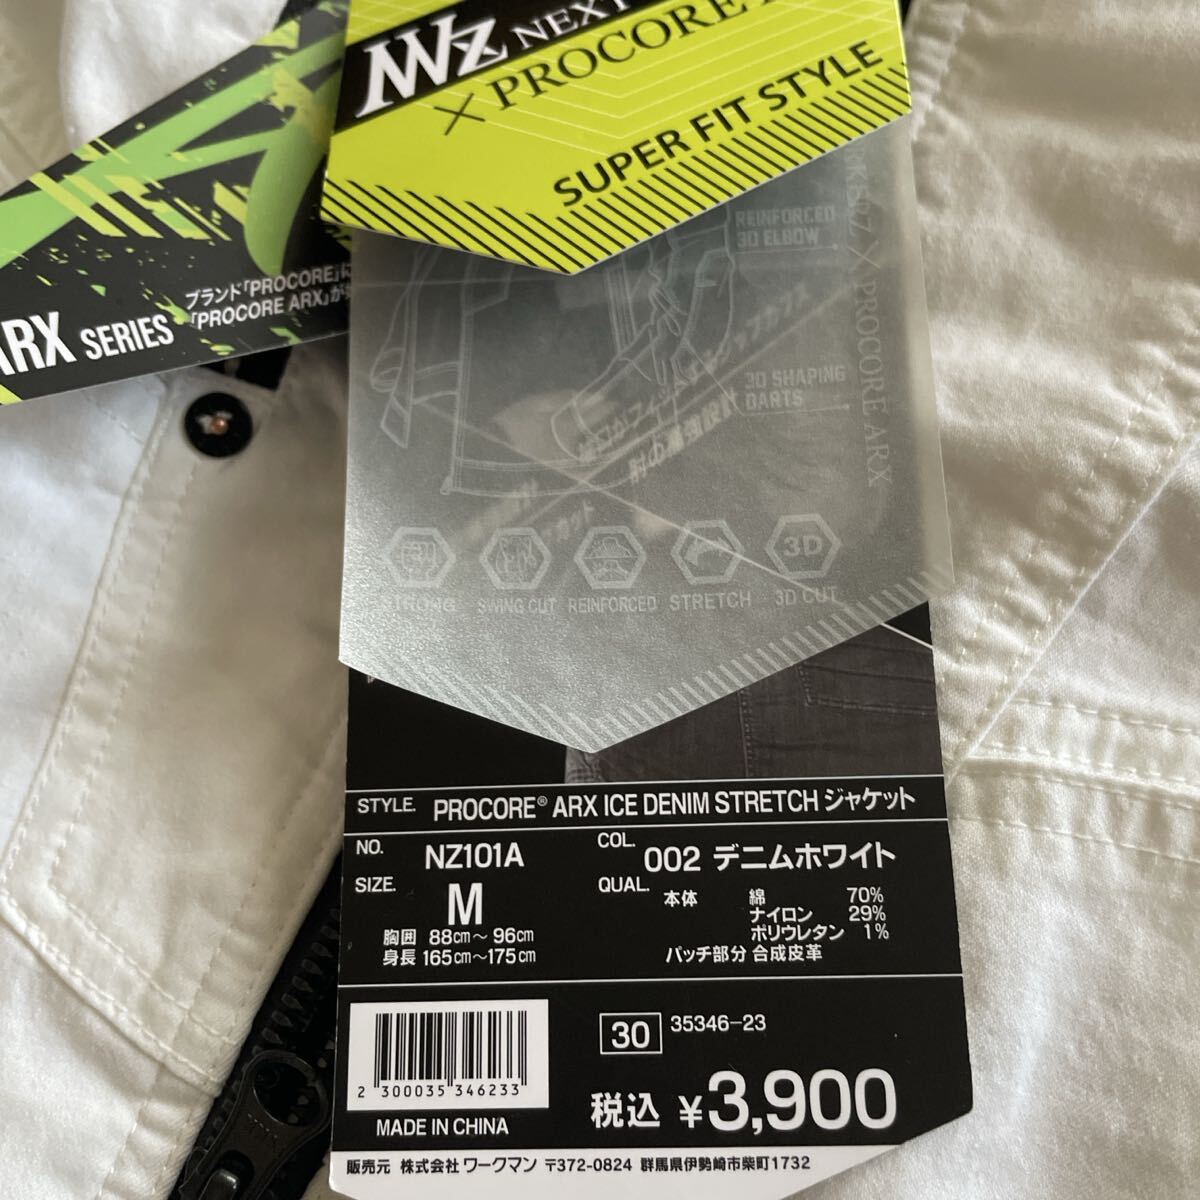 WZ NEXT
× PROCORE
SUPER FIT STYLE
ブランド「PROCORE」に
「PROCORE ARX」が
ARX SERIES
REINFORCED
3D ELBOW
× PROCORE ARX
3D SHAPING
DARTS
STRONG
SWING CUT
REINFORCED
STRETCH
3D
3D CUT
STYLE. PROCORE® ARX ICE DENIM STRETCH ジャケット
NO. NZ101A
COL. 002 デニムホワイト
SIZE. M
胸囲 88cm〜96cm
身長 165cm〜175cm
QUAL. 本体 綿 70%
ナイロン 29%
ポリウレタン 1%
パッチ部分 合成皮革
30 35346-23
2 300035 346233
税込 ¥3,900
MADE IN CHINA
販売元 株式会社 ワークマン 〒372-0824 群馬県伊勢崎市柴町1732